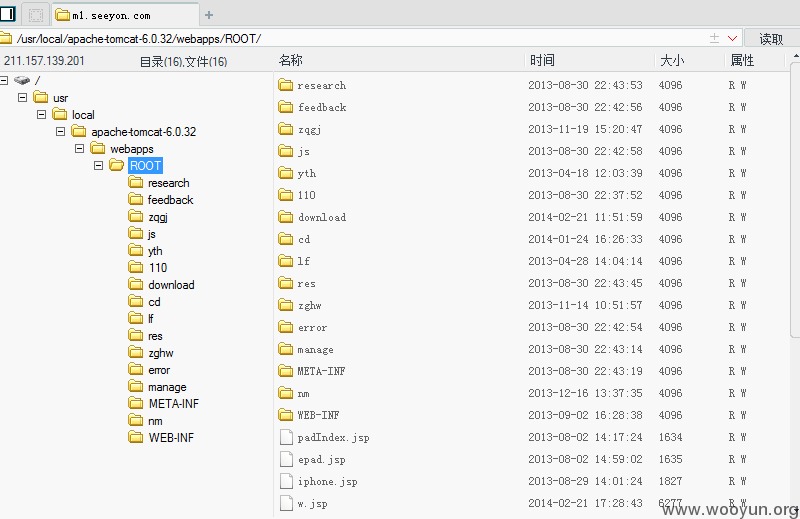 m1.seeyon.com
/usr/local/apache-tomcat-6.0.32/webapps/ROOT/ 读取
211.157.139.201 目录(16),文件(16) 名称 时间 大小 属性
/
usr
local
apache-tomcat-6.0.32
webapps
ROOT
research
feedback
zqgj
js
yth
110
download
cd
lf
res
zghw
error
manage
META-INF
nm
WEB-INF
research 2013-08-30 22:43:53 4096 R W
feedback 2013-08-30 22:42:56 4096 R W
zqgj 2013-11-19 15:20:47 4096 R W
js 2013-08-30 22:42:58 4096 R W
yth 2013-04-18 12:03:39 4096 R W
110 2013-08-30 22:37:52 4096 R W
download 2014-02-21 11:51:59 4096 R W
cd 2014-01-24 16:26:33 4096 R W
lf 2013-04-28 14:04:14 4096 R W
res 2013-08-30 22:43:45 4096 R W
zghw 2013-11-14 10:51:57 4096 R W
error 2013-08-30 22:42:54 4096 R W
manage 2013-08-30 22:43:14 4096 R W
META-INF 2013-08-30 22:43:19 4096 R W
nm 2013-12-16 13:37:35 4096 R W
WEB-INF 2013-09-02 16:28:38 4096 R W
padIndex.jsp 2013-08-02 14:17:24 1634 R W
epad.jsp 2013-08-02 14:59:02 1635 R W
iphone.jsp 2013-08-29 14:01:24 1827 R W
w.jsp 2014-02-21 17:28:43 6277 R W
www.wooyun.org